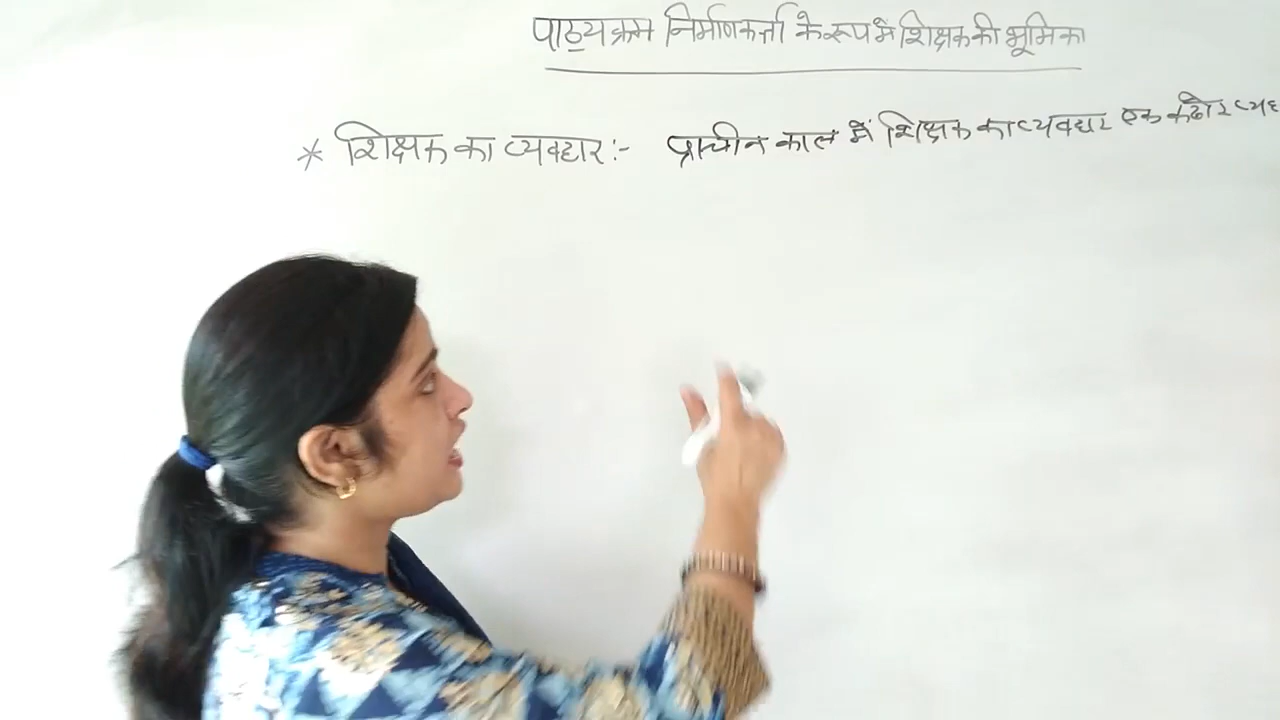 पाठ्यक्रम निर्माणकर्त्ता के रूप में शिक्षक की भूमिका
* शिक्षक का व्यवहार :- प्राचीन काल में शिक्षक का व्यवहार एक कठोर